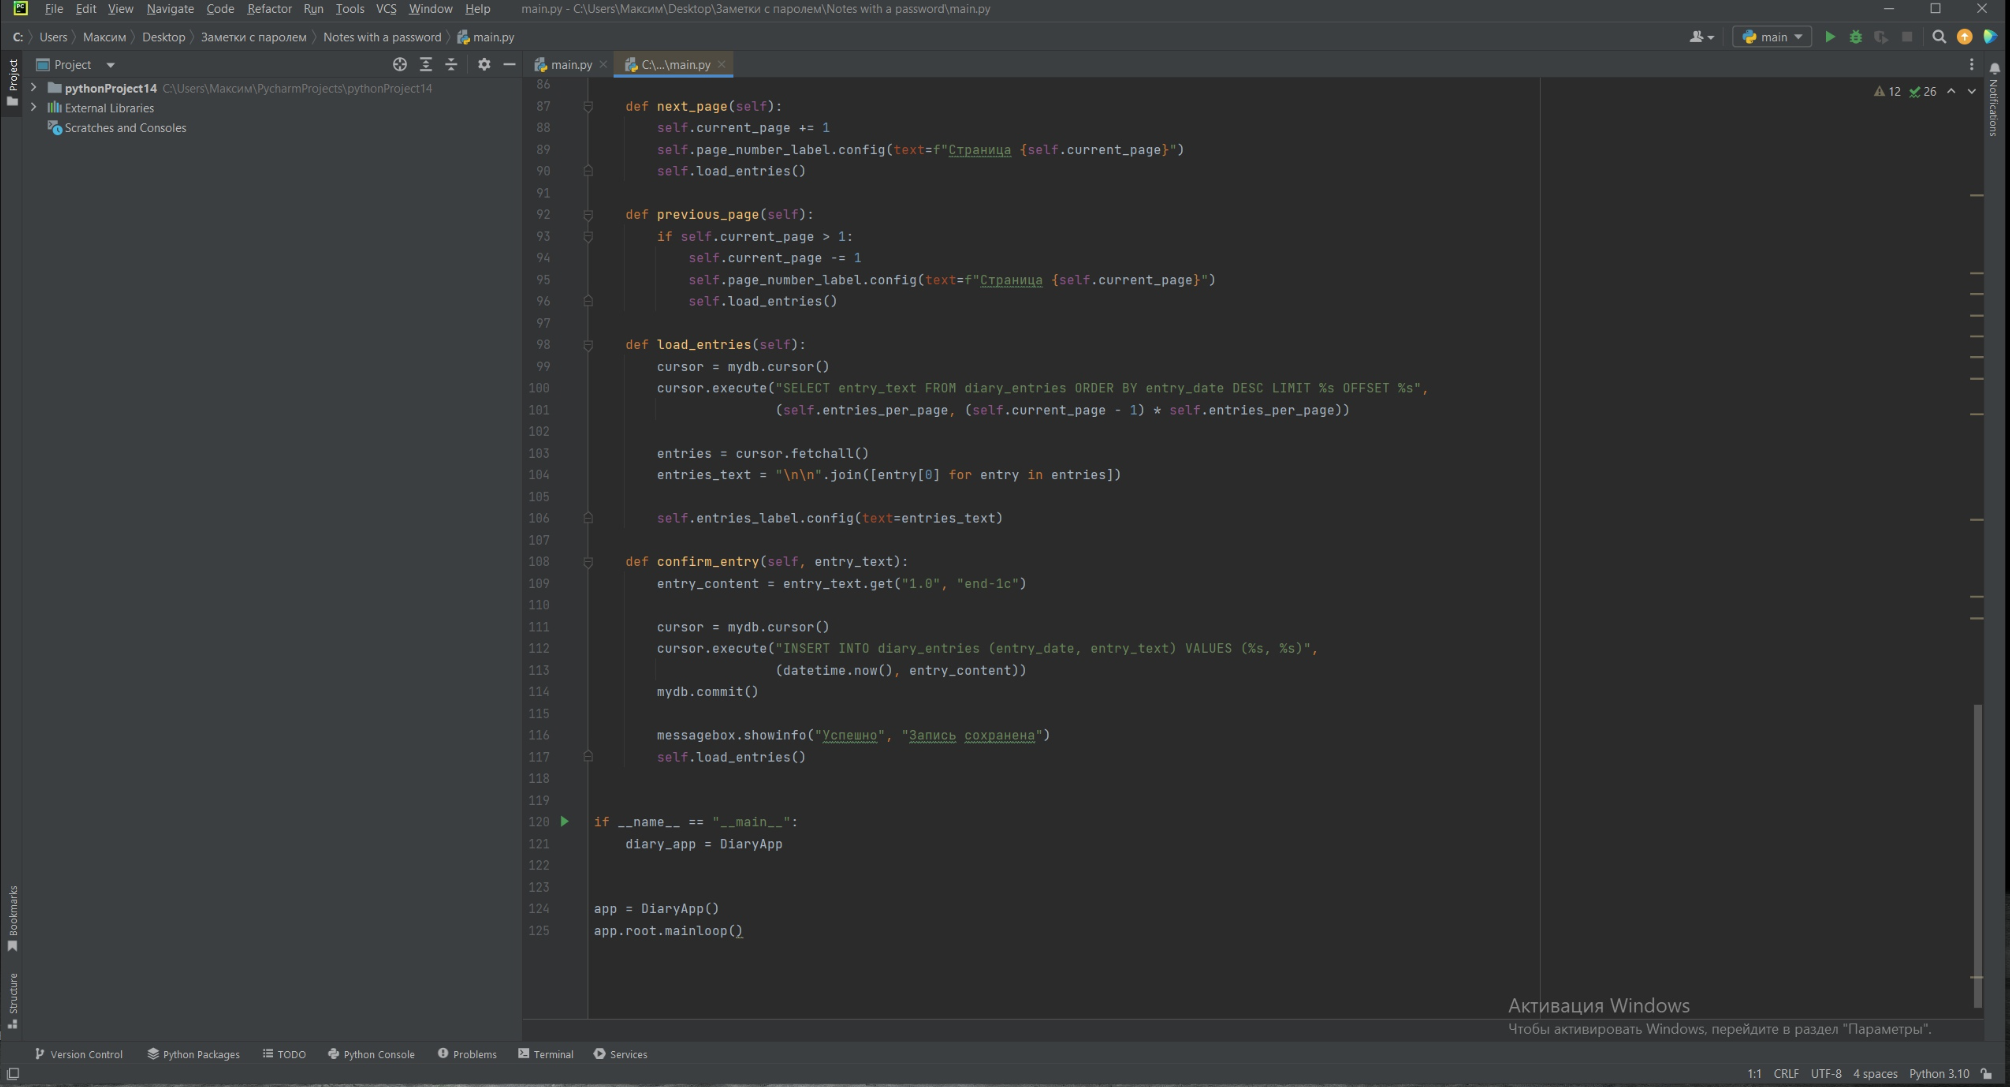 File Edit View Navigate Code Refactor Run Tools VCS Window Help main.py - C:\Users\Максим\Desktop\Заметки с паролем\Notes with a password\main.py
C: Users Максим Desktop Заметки с паролем Notes with a password main.py main
Project
Project
main.py C:\...\main.py
pythonProject14 C:\Users\Максим\PycharmProjects\pythonProject14
External Libraries
Scratches and Consoles
12 26
Notifications
86
87 def next_page(self):
88 self.current_page += 1
89 self.page_number_label.config(text=f"Страница {self.current_page}")
90 self.load_entries()
91
92 def previous_page(self):
93 if self.current_page > 1:
94 self.current_page -= 1
95 self.page_number_label.config(text=f"Страница {self.current_page}")
96 self.load_entries()
97
98 def load_entries(self):
99 cursor = mydb.cursor()
100 cursor.execute("SELECT entry_text FROM diary_entries ORDER BY entry_date DESC LIMIT %s OFFSET %s",
101 (self.entries_per_page, (self.current_page - 1) * self.entries_per_page))
102
103 entries = cursor.fetchall()
104 entries_text = "\n\n".join([entry[0] for entry in entries])
105
106 self.entries_label.config(text=entries_text)
107
108 def confirm_entry(self, entry_text):
109 entry_content = entry_text.get("1.0", "end-1c")
110
111 cursor = mydb.cursor()
112 cursor.execute("INSERT INTO diary_entries (entry_date, entry_text) VALUES (%s, %s)",
113 (datetime.now(), entry_content))
114 mydb.commit()
115
116 messagebox.showinfo("Успешно", "Запись сохранена")
117 self.load_entries()
118
119
120 if __name__ == "__main__":
121 diary_app = DiaryApp
122
123
124 app = DiaryApp()
125 app.root.mainloop()
Bookmarks
Structure
Активация Windows
Чтобы активировать Windows, перейдите в раздел "Параметры".
Version Control Python Packages TODO Python Console Problems Terminal Services
1:1 CRLF UTF-8 4 spaces Python 3.10